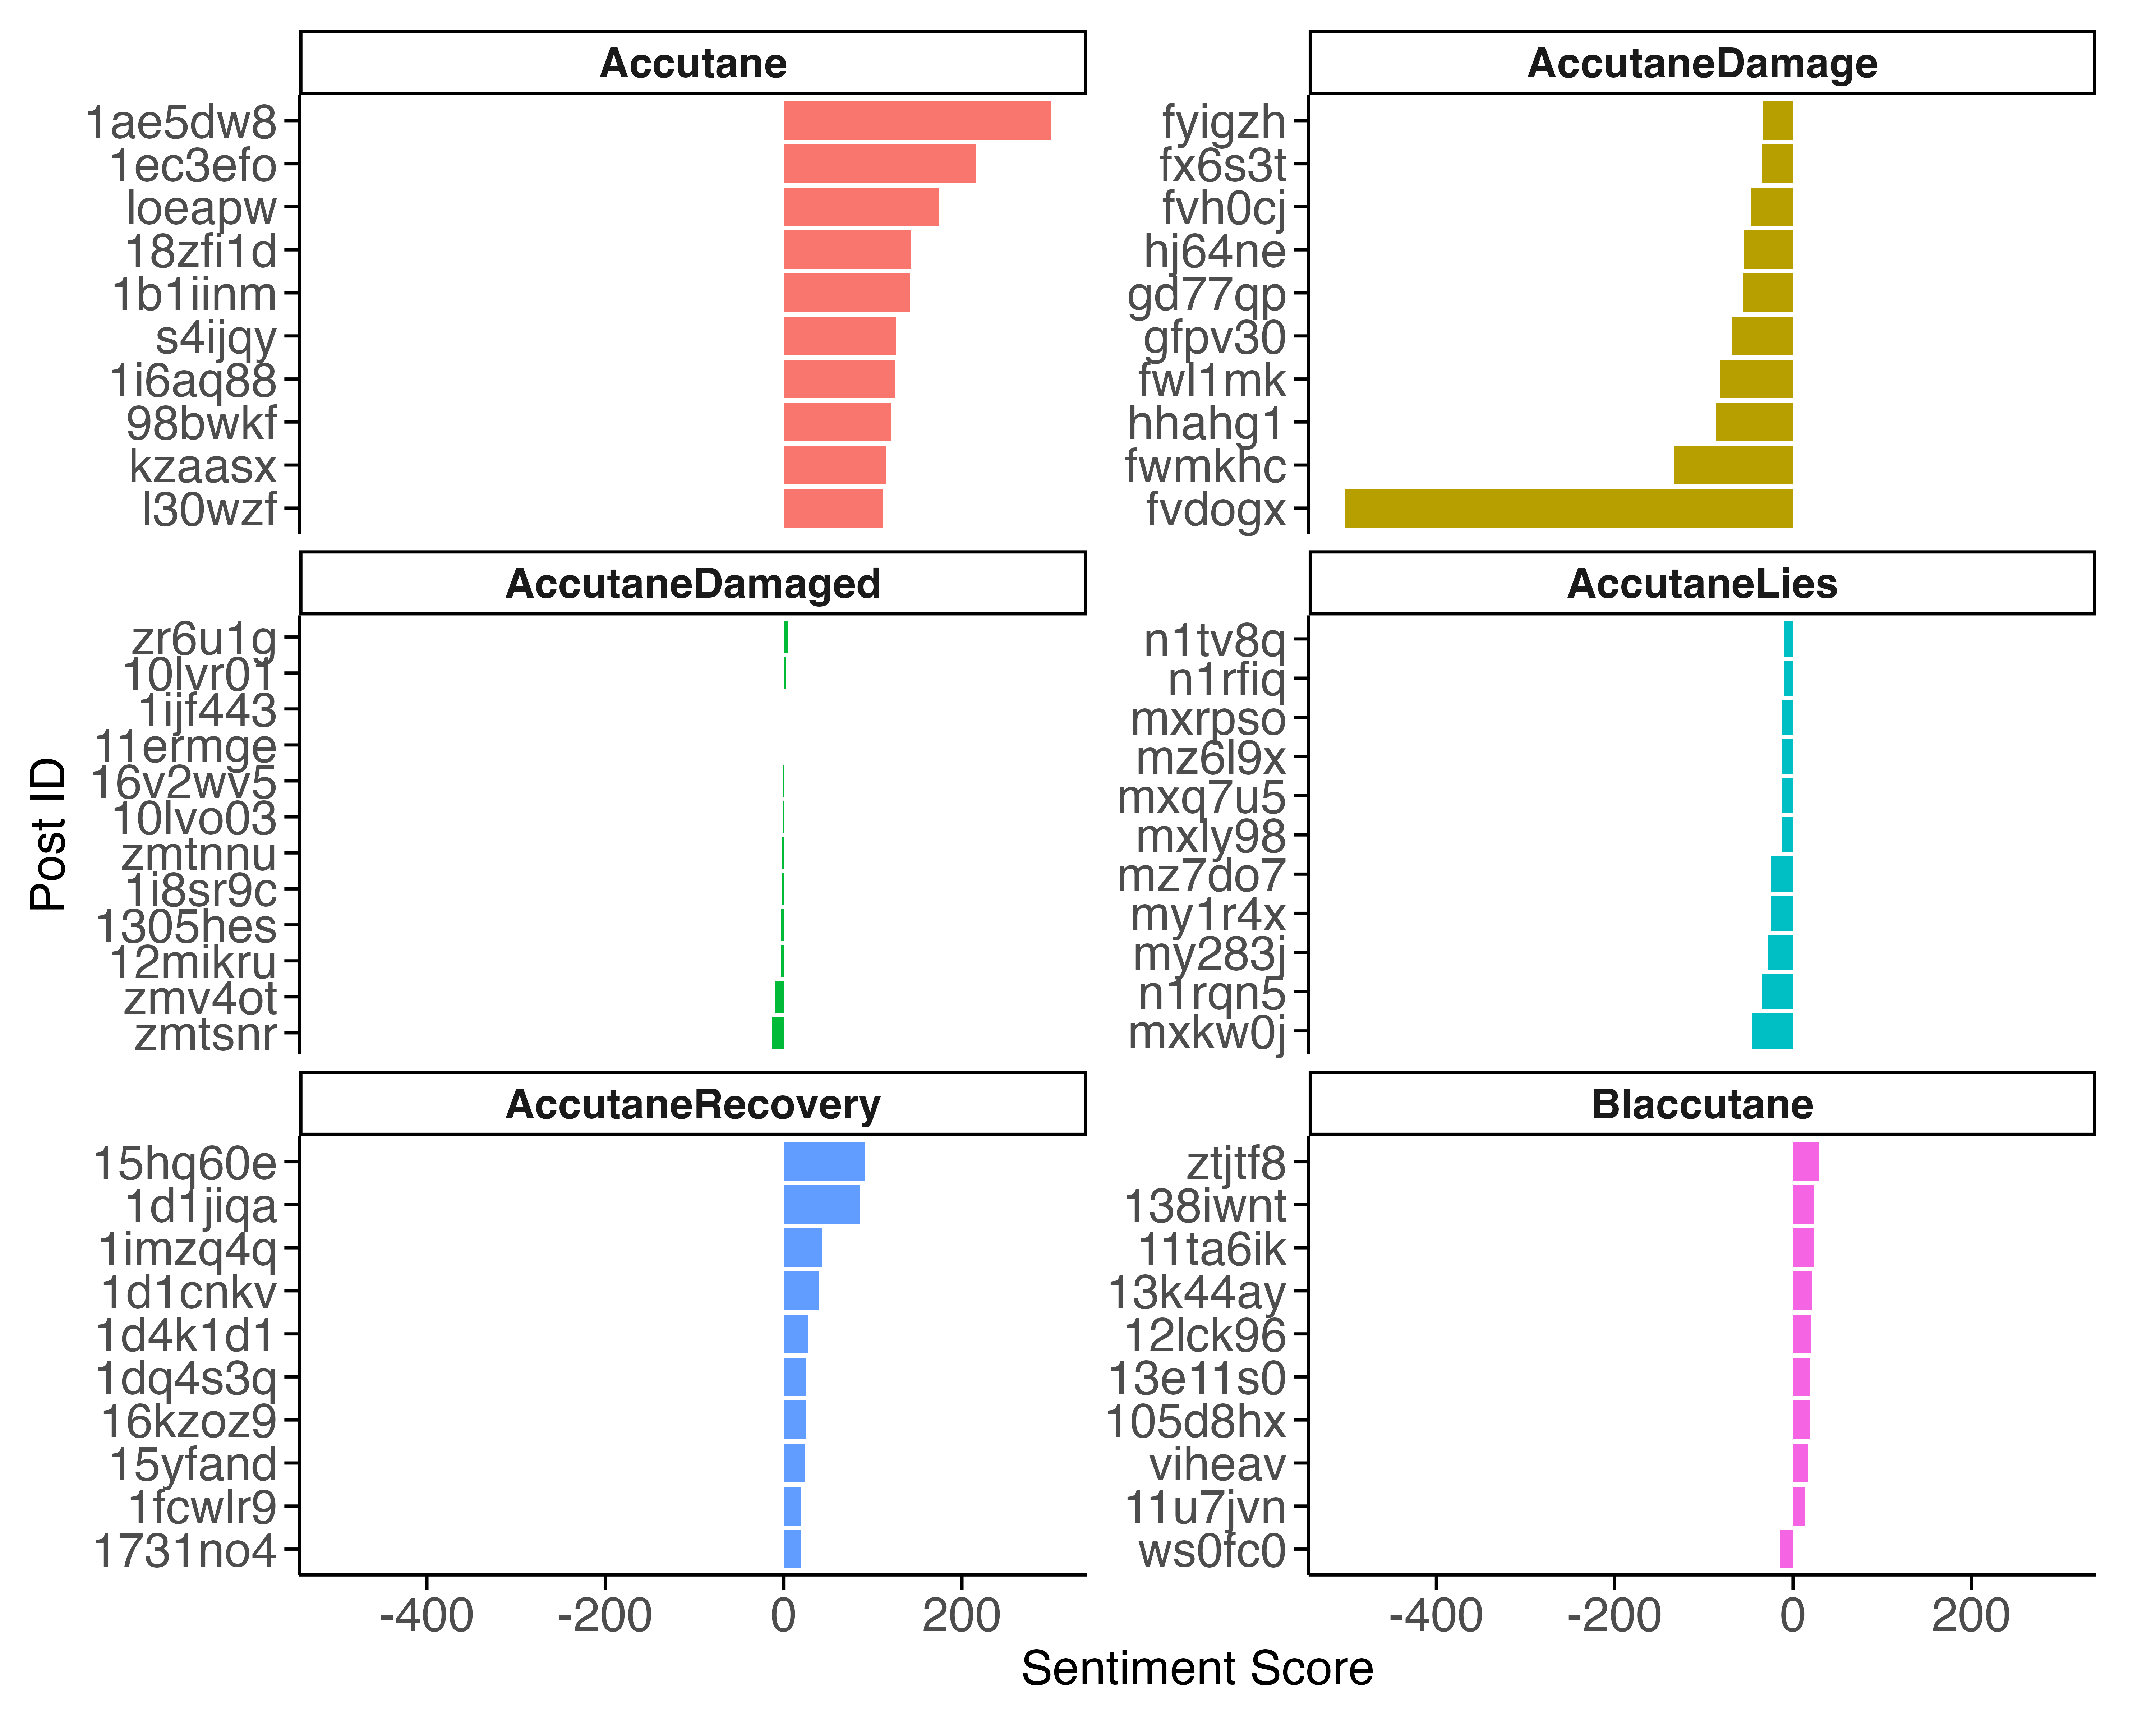 Accutane
1ae5dw8
1ec3efo
loeapw
18zfi1d
1b1iinm
s4ijqy
1i6aq88
98bwkf
kzaasx
l30wzf
AccutaneDamage
fyigzh
fx6s3t
fvh0cj
hj64ne
gd77qp
gfpv30
fwl1mk
hhahg1
fwmkhc
fvdogx
AccutaneDamaged
zr6u1g
10lvr01
1ijf443
11ermge
16v2wv5
10lvo03
zmtnnu
1i8sr9c
1305hes
12mikru
zmv4ot
zmtsnr
AccutaneLies
n1tv8q
n1rfiq
mxrpso
mz6l9x
mxq7u5
mxly98
mz7do7
my1r4x
my283j
n1rqn5
mxkw0j
AccutaneRecovery
15hq60e
1d1jiqa
1imzq4q
1d1cnkv
1d4k1d1
1dq4s3q
16kzoz9
15yfand
1fcwlr9
1731no4
-400 -200 0 200
Blaccutane
ztjtf8
138iwnt
11ta6ik
13k44ay
12lck96
13e11s0
105d8hx
viheav
11u7jvn
ws0fc0
-400 -200 0 200
Post ID
Sentiment Score